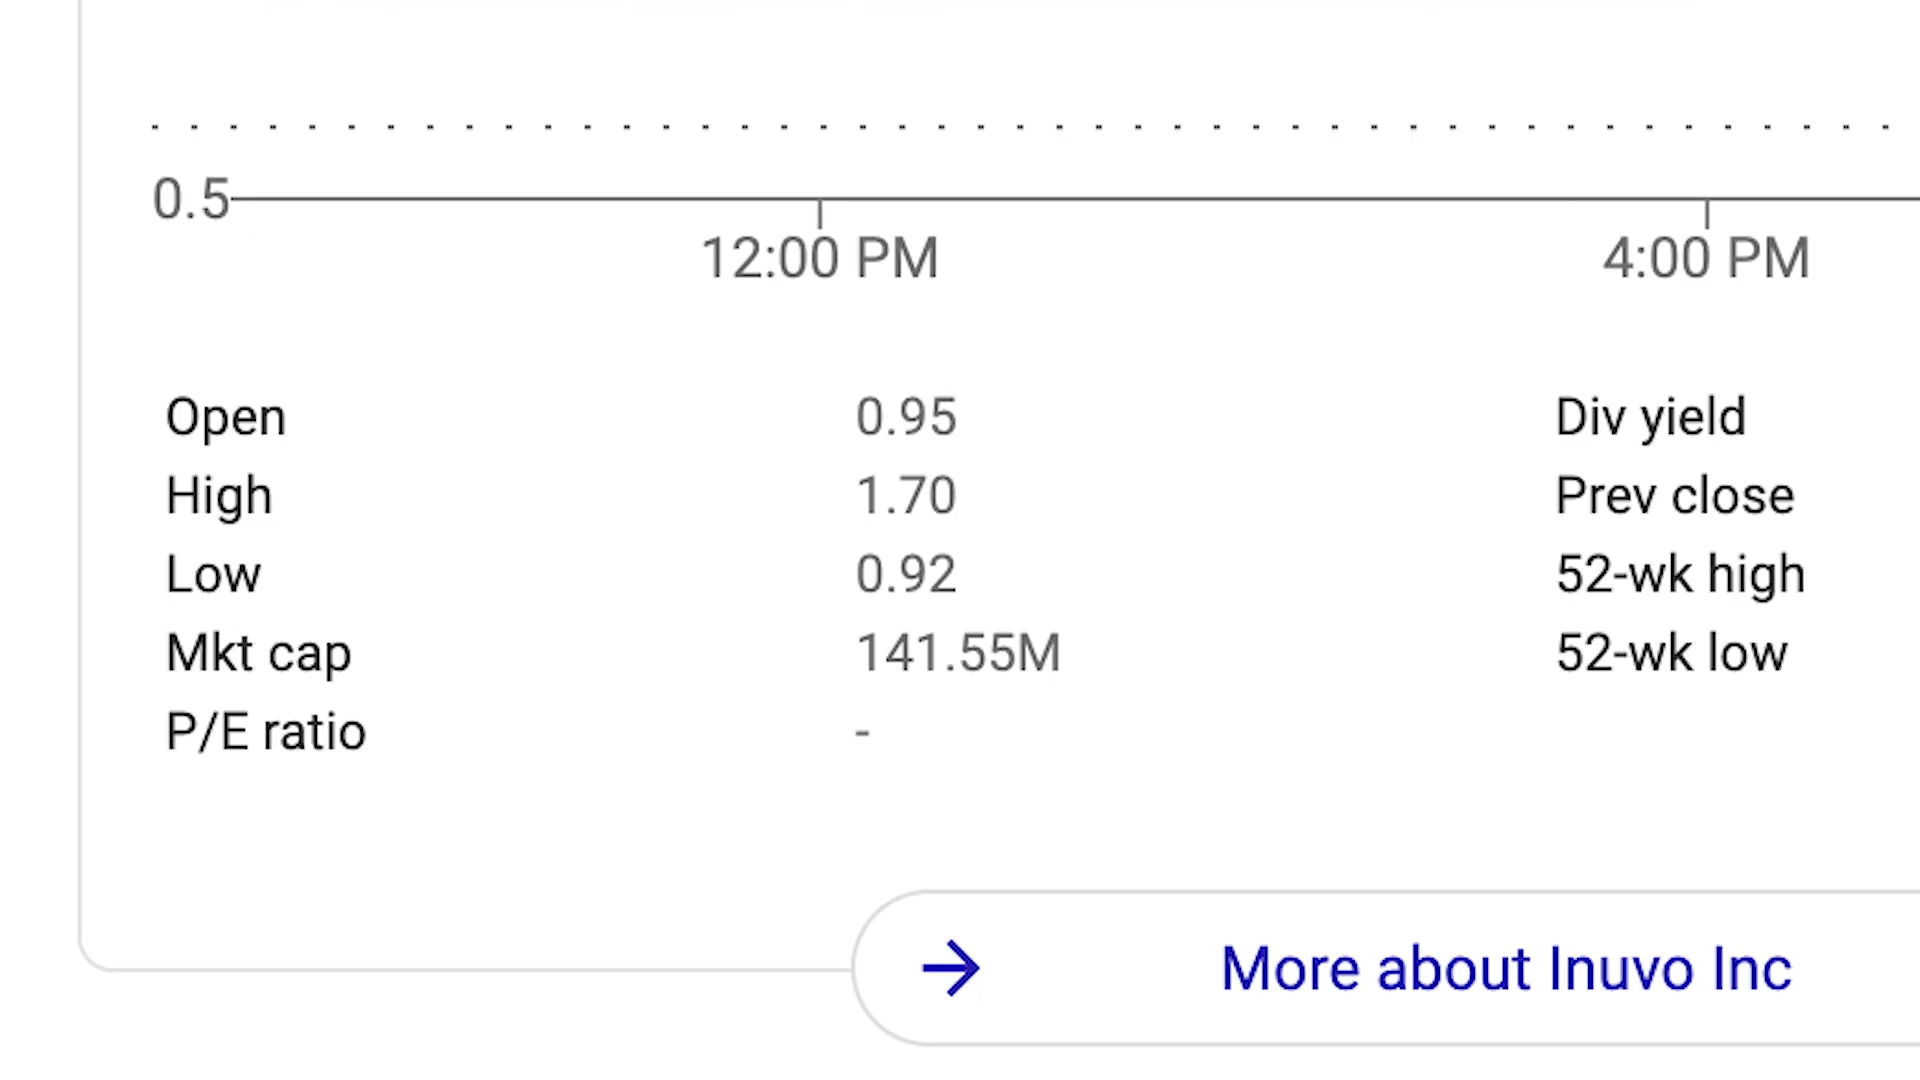 0.5
12:00 PM 4:00 PM
Open 0.95 Div yield
High 1.70 Prev close
Low 0.92 52-wk high
Mkt cap 141.55M 52-wk low
P/E ratio -
More about Inuvo Inc